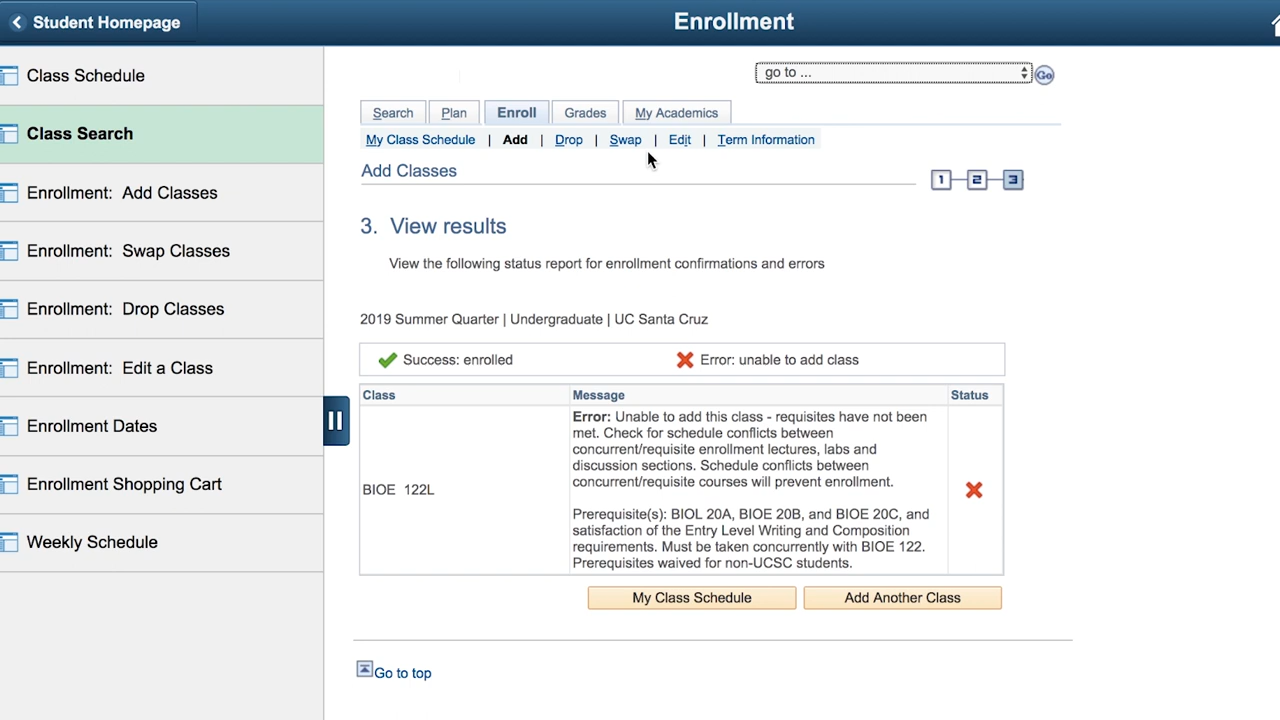 Student Homepage
Enrollment
Class Schedule
Class Search
Enrollment: Add Classes
Enrollment: Swap Classes
Enrollment: Drop Classes
Enrollment: Edit a Class
Enrollment Dates
Enrollment Shopping Cart
Weekly Schedule
go to ...
Go
Search
Plan
Enroll
Grades
My Academics
My Class Schedule | Add | Drop | Swap | Edit | Term Information
Add Classes
1 2 3
3. View results
View the following status report for enrollment confirmations and errors
2019 Summer Quarter | Undergraduate | UC Santa Cruz
Success: enrolled
Error: unable to add class
Class
Message
Status
BIOE 122L
Error: Unable to add this class - requisites have not been
met. Check for schedule conflicts between
concurrent/requisite enrollment lectures, labs and
discussion sections. Schedule conflicts between
concurrent/requisite courses will prevent enrollment.
Prerequisite(s): BIOL 20A, BIOE 20B, and BIOE 20C, and
satisfaction of the Entry Level Writing and Composition
requirements. Must be taken concurrently with BIOE 122.
Prerequisites waived for non-UCSC students.
My Class Schedule
Add Another Class
Go to top